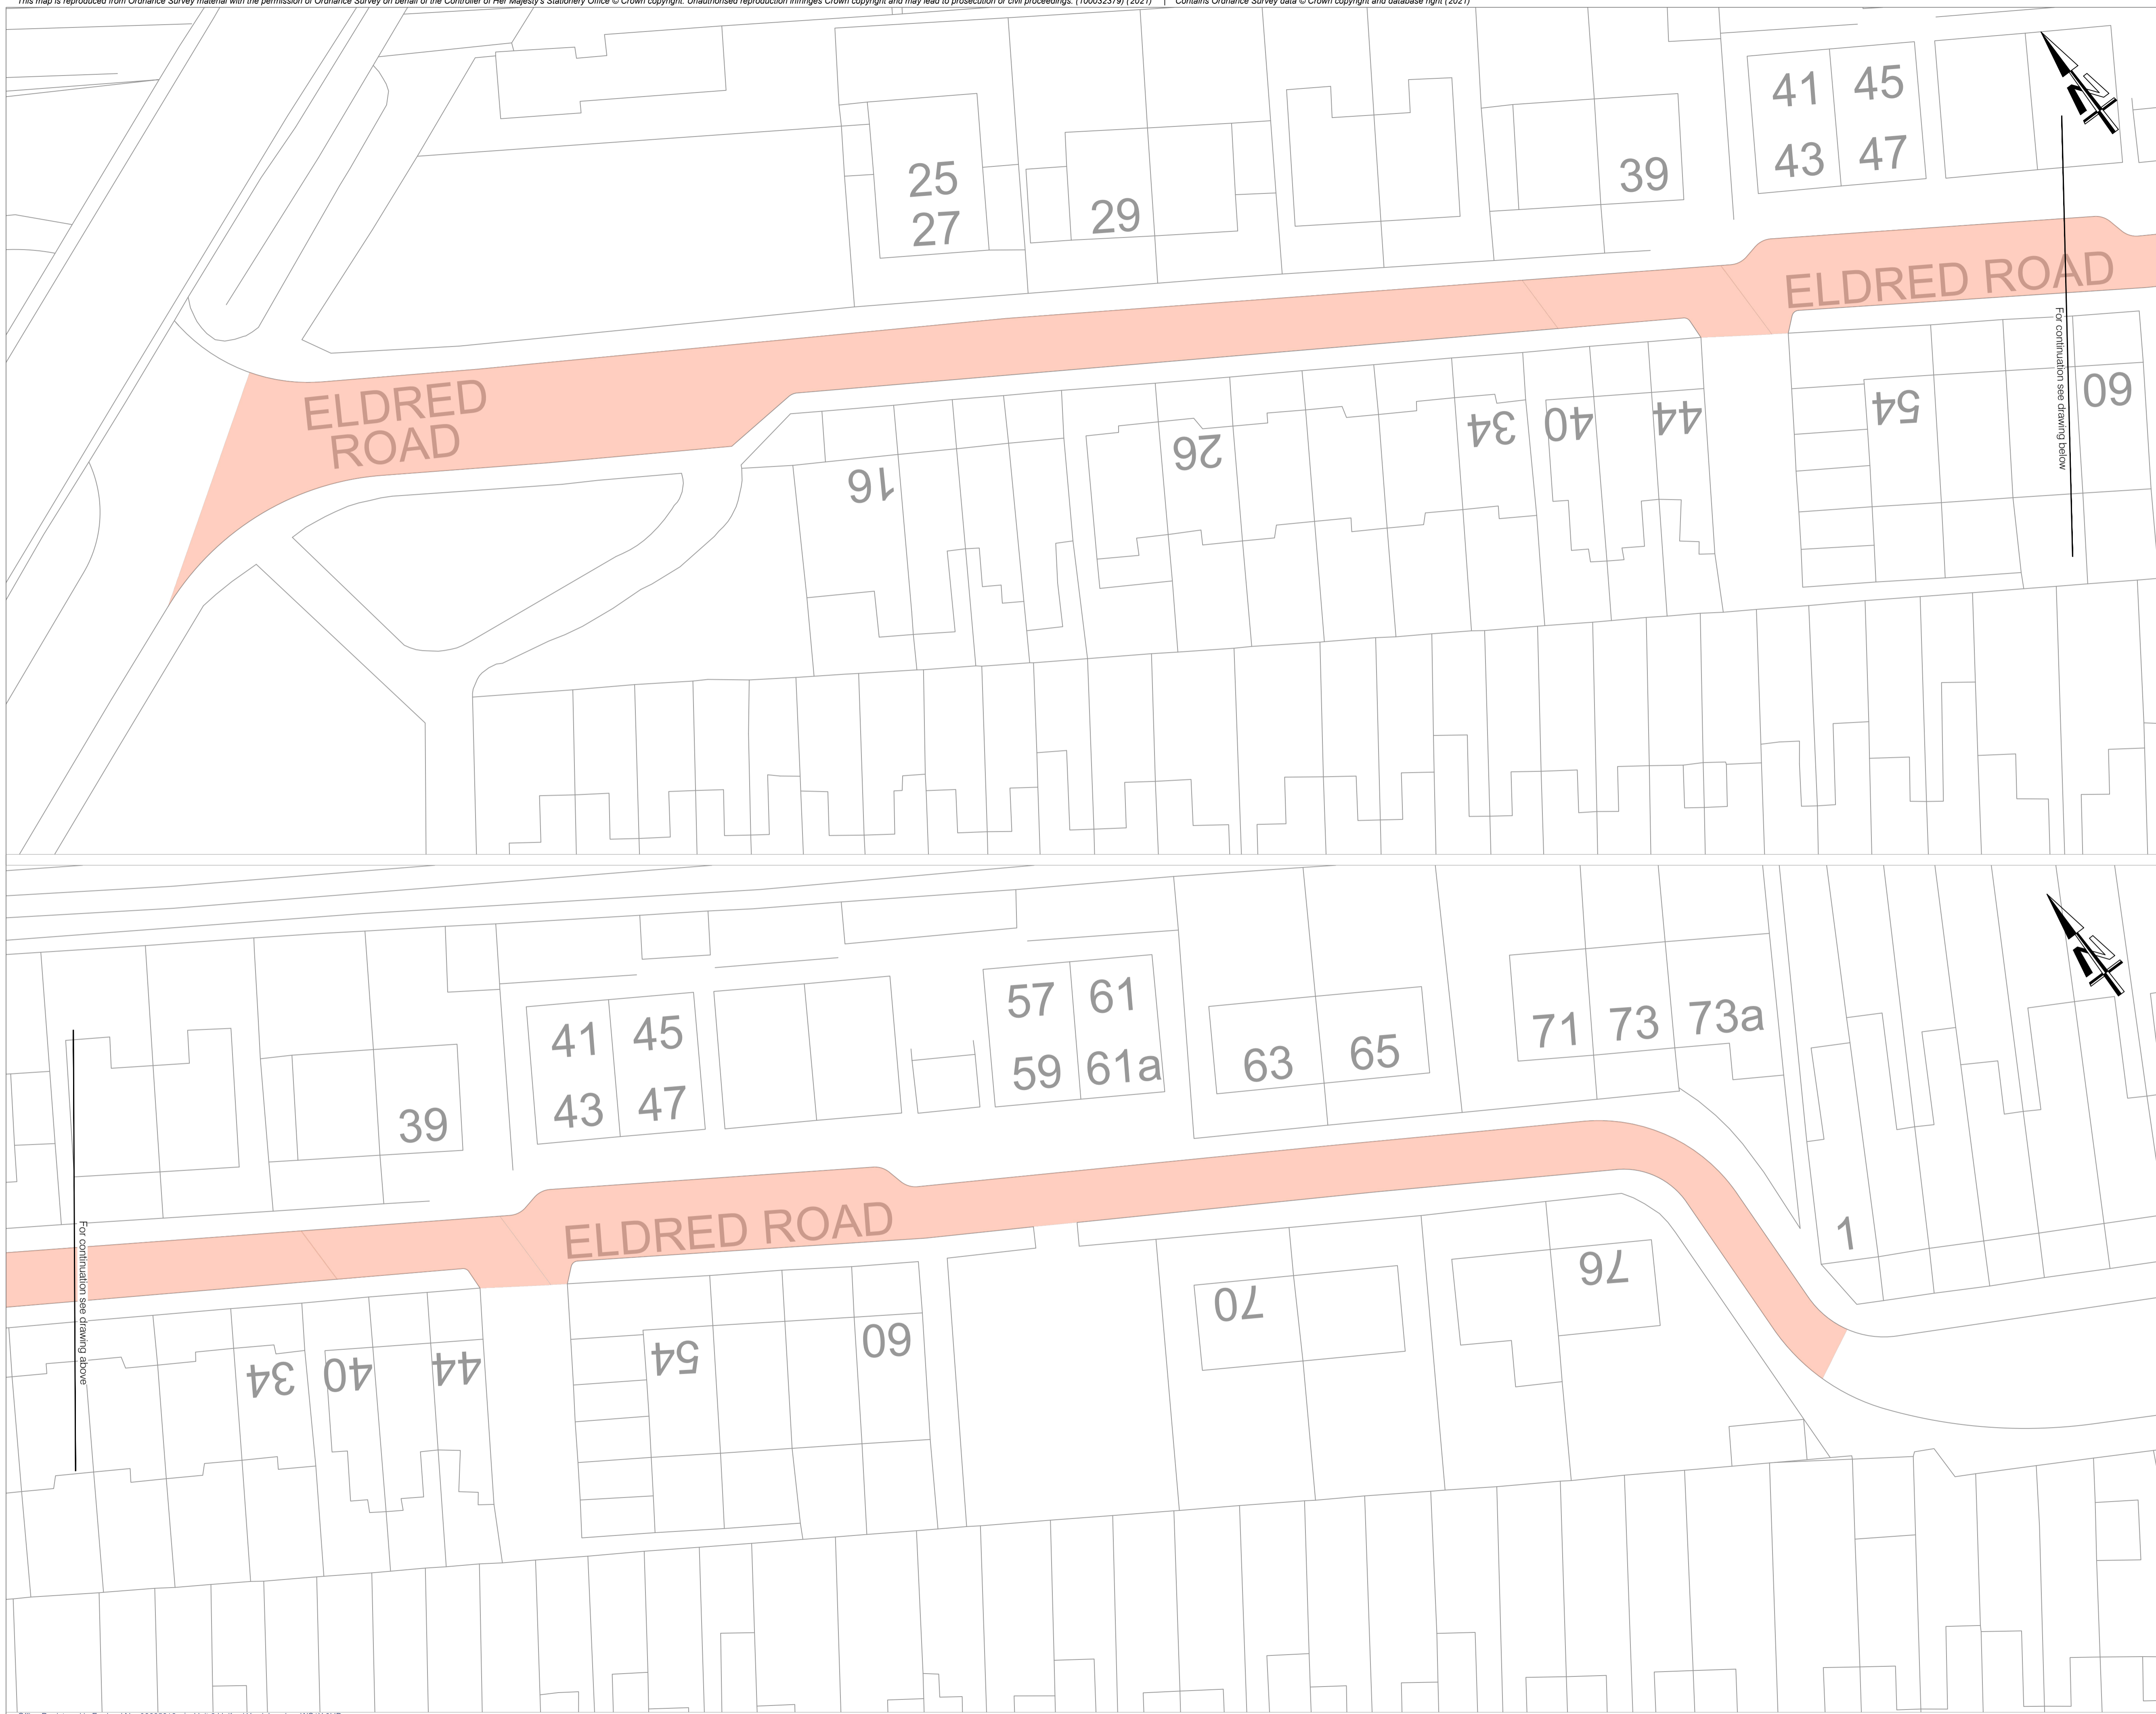 This map is reproduced from Ordnance Survey material with the permission of Ordnance Survey on behalf of the Controller of Her Majesty's Stationery Office © Crown copyright. Unauthorised reproduction infringes Crown copyright and may lead to prosecution or civil proceedings. (100032379) (2021) | Contains Ordnance Survey data © Crown copyright and database right (2021)
41 45
43 47
N
25
27
29
39
ELDRED ROAD
For continuation see drawing below
ELDRED
ROAD
16
26
34
40
44
54
60
57 61
59 61a
41 45
43 47
39
63
65
71
73
73a
N
1
ELDRED ROAD
For continuation see drawing above
34
40
44
54
60
70
76